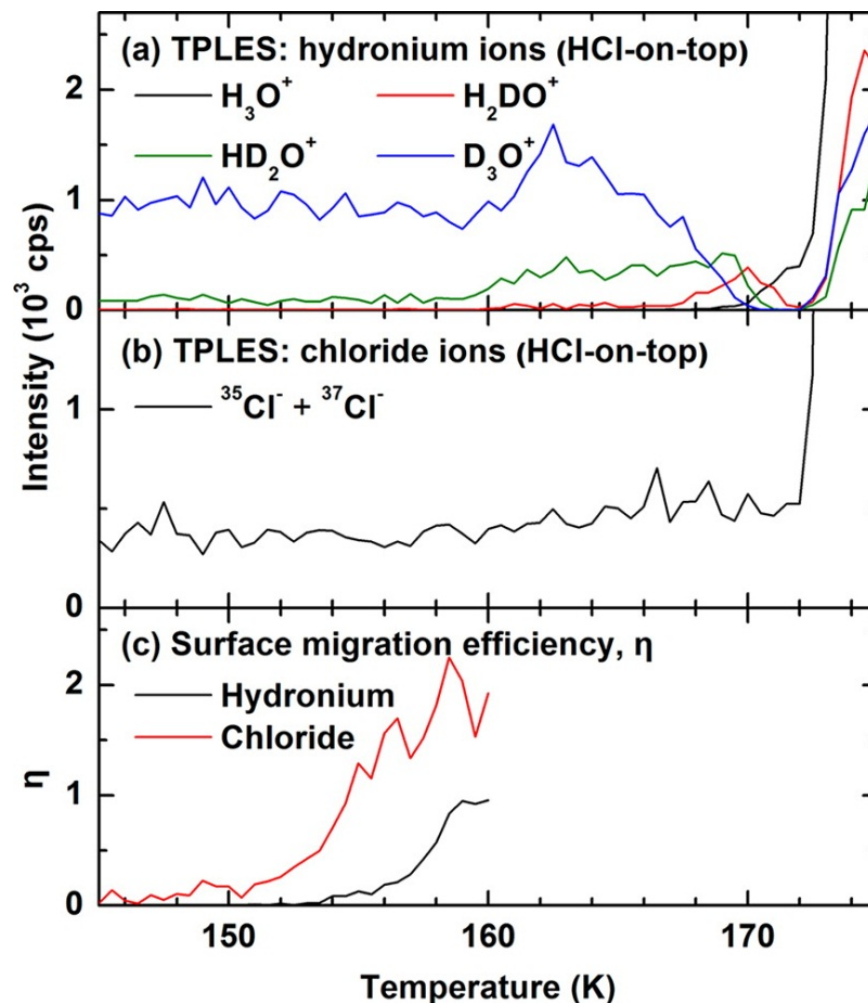 (a) TPLES: hydronium ions (HCl-on-top)
H₃O⁺ H₂DO⁺
HD₂O⁺ D₃O⁺
2
1
0
(b) TPLES: chloride ions (HCl-on-top)
³⁵Cl⁻ + ³⁷Cl⁻
1
0
Intensity (10³ cps)
(c) Surface migration efficiency, η
Hydronium
Chloride
2
1
0
η
150 160 170
Temperature (K)